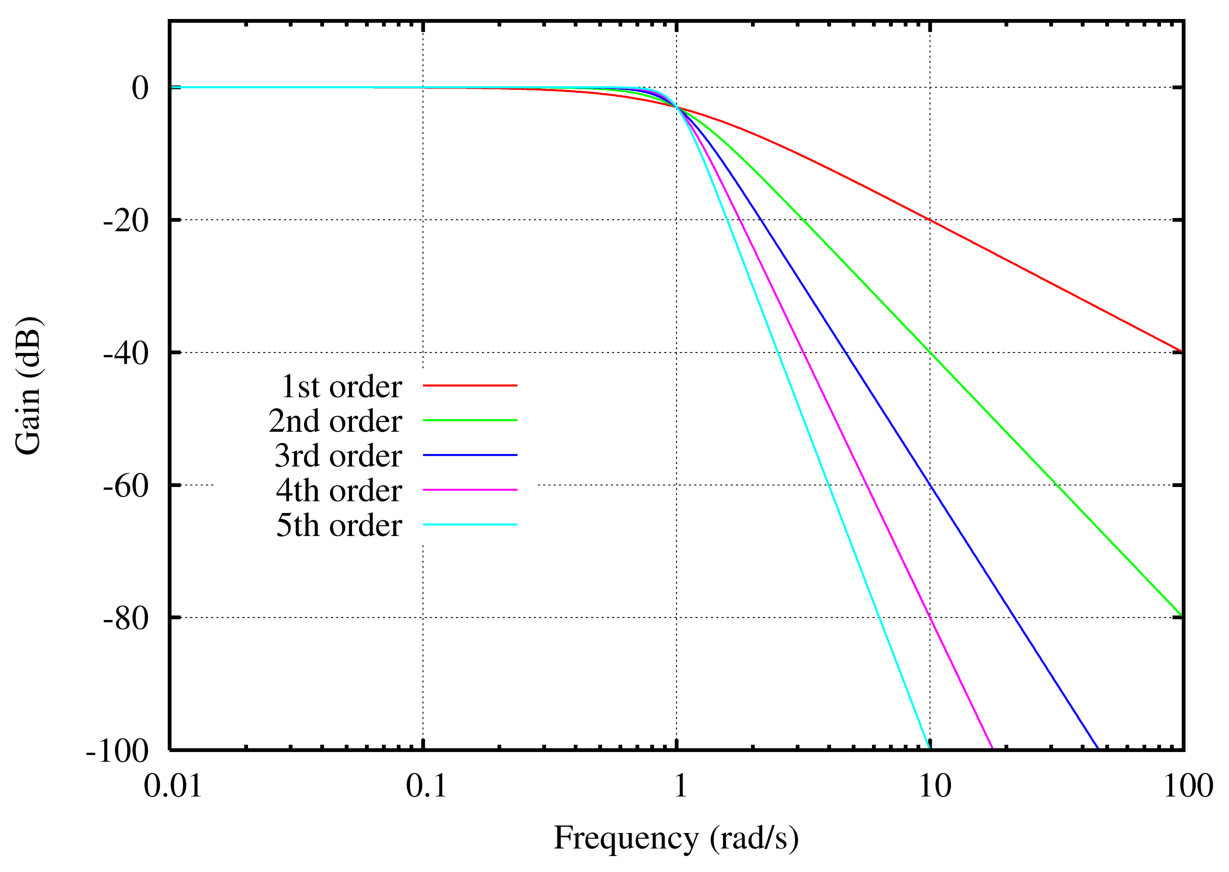 0
-20
-40
-60
-80
-100
Gain (dB)
1st order
2nd order
3rd order
4th order
5th order
0.01 0.1 1 10 100
Frequency (rad/s)